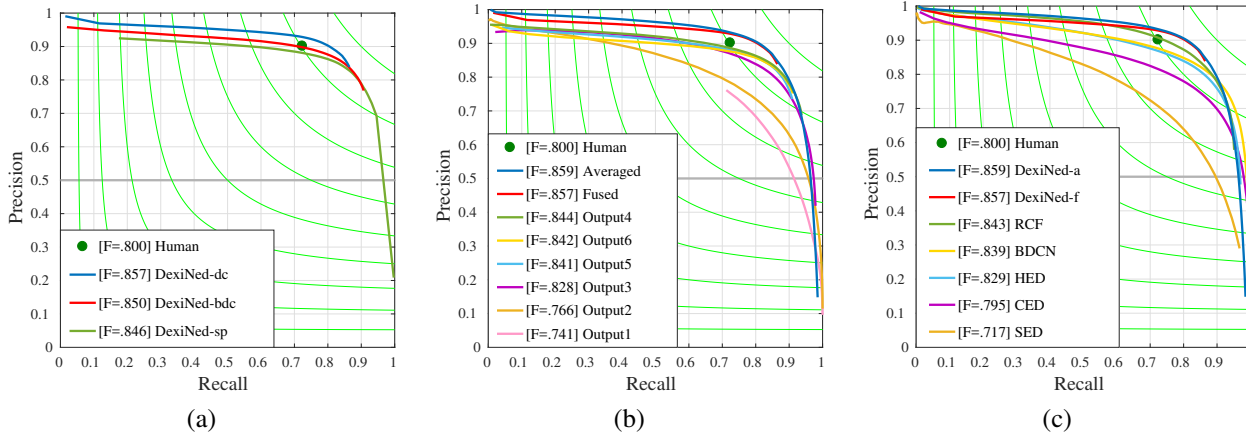 1
0.9
0.8
0.7
0.6
0.5
0.4
0.3
0.2
0.1
0
Precision
[F=.800] Human
[F=.857] DexiNed-dc
[F=.850] DexiNed-bdc
[F=.846] DexiNed-sp
0 0.1 0.2 0.3 0.4 0.5 0.6 0.7 0.8 0.9 1
Recall
(a)
1
0.9
0.8
0.7
0.6
0.5
0.4
0.3
0.2
0.1
0
Precision
[F=.800] Human
[F=.859] Averaged
[F=.857] Fused
[F=.844] Output4
[F=.842] Output6
[F=.841] Output5
[F=.828] Output3
[F=.766] Output2
[F=.741] Output1
0 0.1 0.2 0.3 0.4 0.5 0.6 0.7 0.8 0.9 1
Recall
(b)
1
0.9
0.8
0.7
0.6
0.5
0.4
0.3
0.2
0.1
0
Precision
[F=.800] Human
[F=.859] DexiNed-a
[F=.857] DexiNed-f
[F=.843] RCF
[F=.839] BDCN
[F=.829] HED
[F=.795] CED
[F=.717] SED
0 0.1 0.2 0.3 0.4 0.5 0.6 0.7 0.8 0.9
Recall
(c)